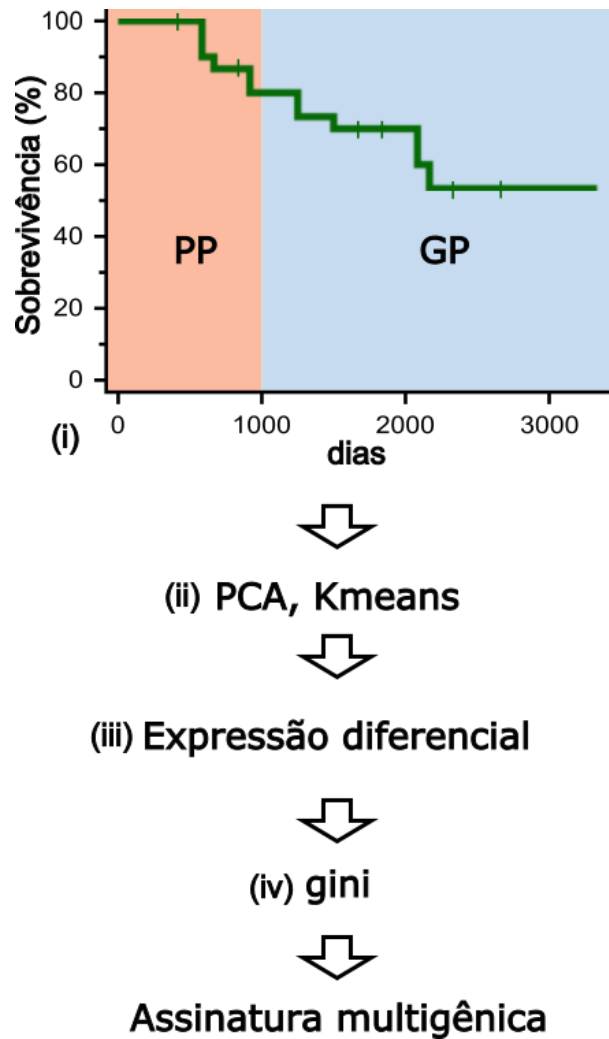 Sobrevivência (%)
100
80
60
40
20
0
PP
GP
(i)
0 1000 2000 3000
dias
(ii) PCA, Kmeans
(iii) Expressão diferencial
(iv) gini
Assinatura multigênica